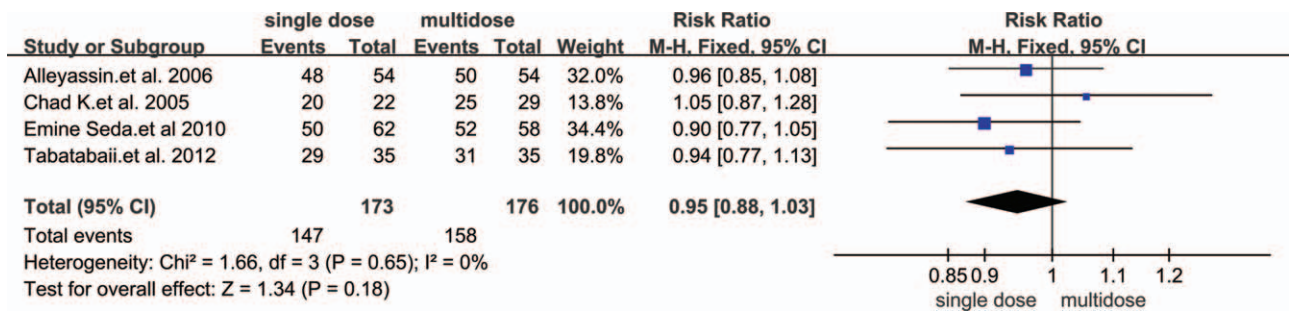 single dose multidose Risk Ratio Risk Ratio
Study or Subgroup Events Total Events Total Weight M-H, Fixed, 95% CI M-H, Fixed, 95% CI
Alleyassin.et al. 2006 48 54 50 54 32.0% 0.96 [0.85, 1.08]
Chad K.et al. 2005 20 22 25 29 13.8% 1.05 [0.87, 1.28]
Emine Seda.et al 2010 50 62 52 58 34.4% 0.90 [0.77, 1.05]
Tabatabaii.et al. 2012 29 35 31 35 19.8% 0.94 [0.77, 1.13]
Total (95% CI) 173 176 100.0% 0.95 [0.88, 1.03]
Total events 147 158
Heterogeneity: Chi² = 1.66, df = 3 (P = 0.65); I² = 0%
Test for overall effect: Z = 1.34 (P = 0.18)
0.85 0.9 1 1.1 1.2
single dose multidose